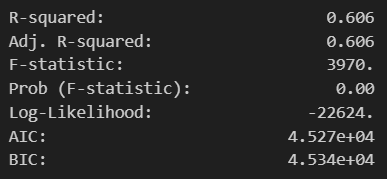 R-squared: 0.606
Adj. R-squared: 0.606
F-statistic: 3970.
Prob (F-statistic): 0.00
Log-Likelihood: -22624.
AIC: 4.527e+04
BIC: 4.534e+04